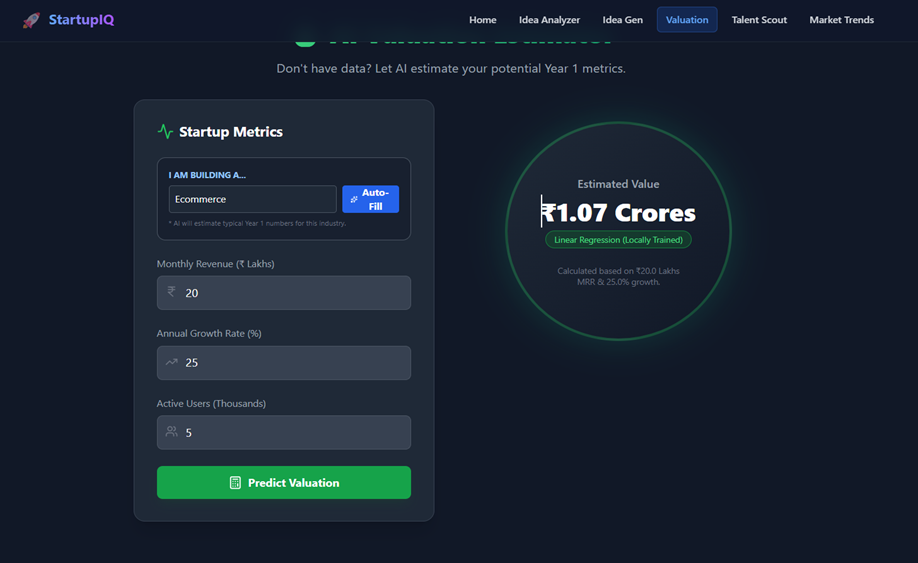 StartupIQ
Home Idea Analyzer Idea Gen Valuation Talent Scout Market Trends
AI Valuation Estimator
Don't have data? Let AI estimate your potential Year 1 metrics.
Startup Metrics
I AM BUILDING A...
Ecommerce
Auto-
Fill
* AI will estimate typical Year 1 numbers for this industry.
Monthly Revenue (₹ Lakhs)
₹ 20
Annual Growth Rate (%)
25
Active Users (Thousands)
5
Predict Valuation
Estimated Value
₹1.07 Crores
Linear Regression (Locally Trained)
Calculated based on ₹20.0 Lakhs
MRR & 25.0% growth.